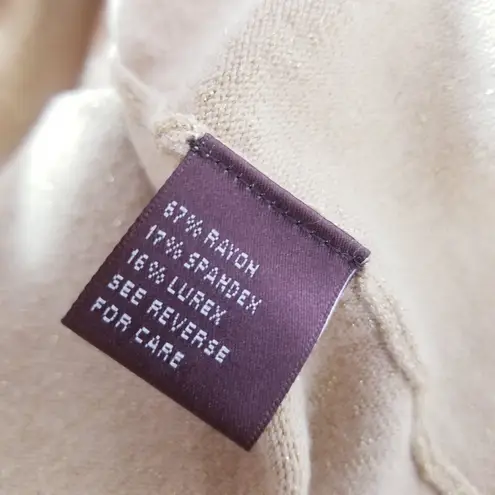 67% RAYON
17% SPANDEX
16% LUREX
SEE REVERSE
FOR CARE